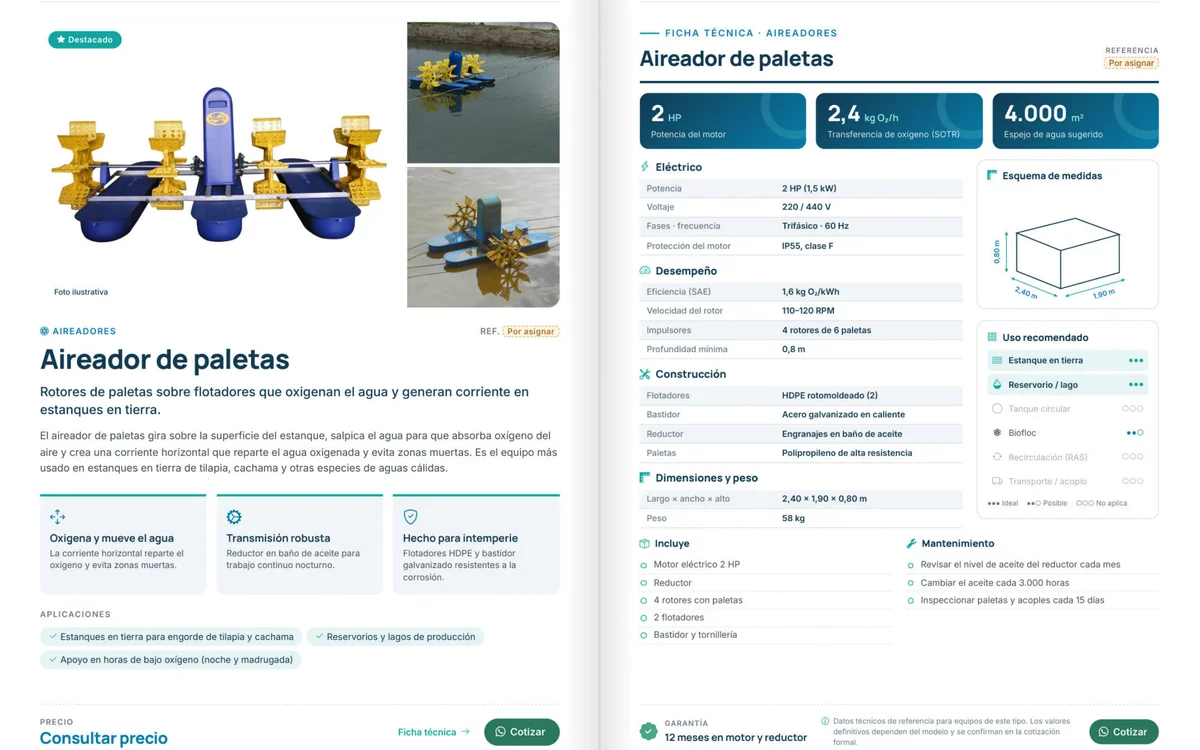 Destacado
Foto ilustrativa
AIREADORES
REF. Por asignar
Aireador de paletas
Rotores de paletas sobre flotadores que oxigenan el agua y generan corriente en
estanques en tierra.
El aireador de paletas gira sobre la superficie del estanque, salpica el agua para que absorba oxígeno del
aire y crea una corriente horizontal que reparte el agua oxigenada y evita zonas muertas. Es el equipo más
usado en estanques en tierra de tilapia, cachama y otras especies de aguas cálidas.
Oxigena y mueve el agua
La corriente horizontal reparte el
oxígeno y evita zonas muertas.
Transmisión robusta
Reductor en baño de aceite para
trabajo continuo nocturno.
Hecho para intemperie
Flotadores HDPE y bastidor
galvanizado resistentes a la
corrosión.
APLICACIONES
Estanques en tierra para engorde de tilapia y cachama
Reservorios y lagos de producción
Apoyo en horas de bajo oxígeno (noche y madrugada)
PRECIO
Consultar precio
Ficha técnica →
Cotizar
FICHA TÉCNICA · AIREADORES
Aireador de paletas
REFERENCIA
Por asignar
2 HP
Potencia del motor
2,4 kg O₂/h
Transferencia de oxígeno (SOTR)
4.000 m²
Espejo de agua sugerido
Eléctrico
Potencia 2 HP (1,5 kW)
Voltaje 220 / 440 V
Fases · frecuencia Trifásico · 60 Hz
Protección del motor IP55, clase F
Desempeño
Eficiencia (SAE) 1,6 kg O₂/kWh
Velocidad del rotor 110–120 RPM
Impulsores 4 rotores de 6 paletas
Profundidad mínima 0,8 m
Construcción
Flotadores HDPE rotomoldeado (2)
Bastidor Acero galvanizado en caliente
Reductor Engranajes en baño de aceite
Paletas Polipropileno de alta resistencia
Dimensiones y peso
Largo × ancho × alto 2,40 × 1,90 × 0,80 m
Peso 58 kg
Esquema de medidas
0,80 m
2,40 m
1,90 m
Uso recomendado
Estanque en tierra
Reservorio / lago
Tanque circular
Biofloc
Recirculación (RAS)
Transporte / acopio
●●● Ideal ●●○ Posible ○○○ No aplica
Incluye
Motor eléctrico 2 HP
Reductor
4 rotores con paletas
2 flotadores
Bastidor y tornillería
Mantenimiento
Revisar el nivel de aceite del reductor cada mes
Cambiar el aceite cada 3.000 horas
Inspeccionar paletas y acoples cada 15 días
GARANTÍA
12 meses en motor y reductor
Datos técnicos de referencia para equipos de este tipo. Los valores
definitivos dependen del modelo y se confirman en la cotización
formal.
Cotizar